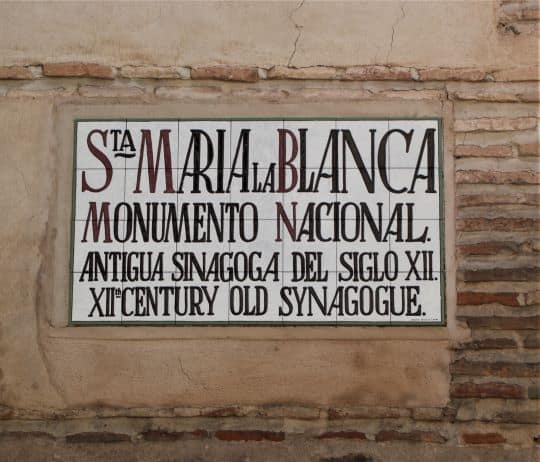 STA MARIA LA BLANCA
MONUMENTO NACIONAL.
ANTIGUA SINAGOGA DEL SIGLO XII.
XIIth CENTURY OLD SYNAGOGUE.